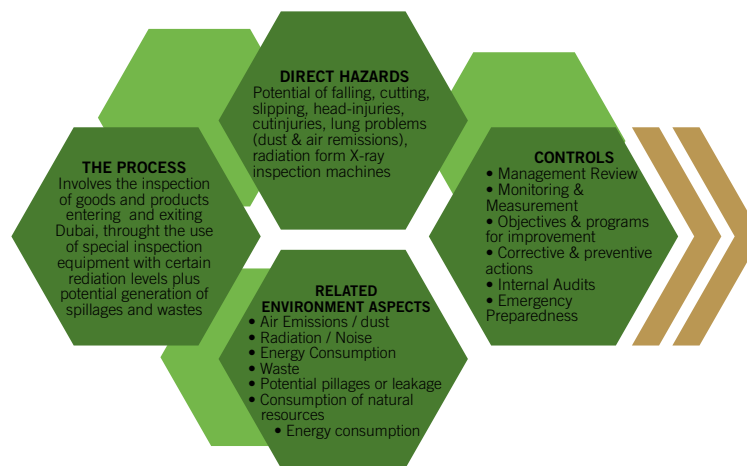 DIRECT HAZARDS
Potential of falling, cutting,
slipping, head-injuries,
cutinjuries, lung problems
(dust & air remissions),
radiation form X-ray
inspection machines
THE PROCESS
Involves the inspection
of goods and products
entering and exiting
Dubai, throught the use
of special inspection
equipment with certain
rediation levels plus
potential generation of
spillages and wastes
CONTROLS
• Management Review
• Monitoring &
Measurement
• Objectives & programs
for improvement
• Corrective & preventive
actions
• Internal Audits
• Emergency
Preparedness
RELATED
ENVIRONMENT ASPECTS
• Air Emissions / dust
• Radiation / Noise
• Energy Consumption
• Waste
• Potential pillages or leakage
• Consumption of natural
resources
• Energy consumption